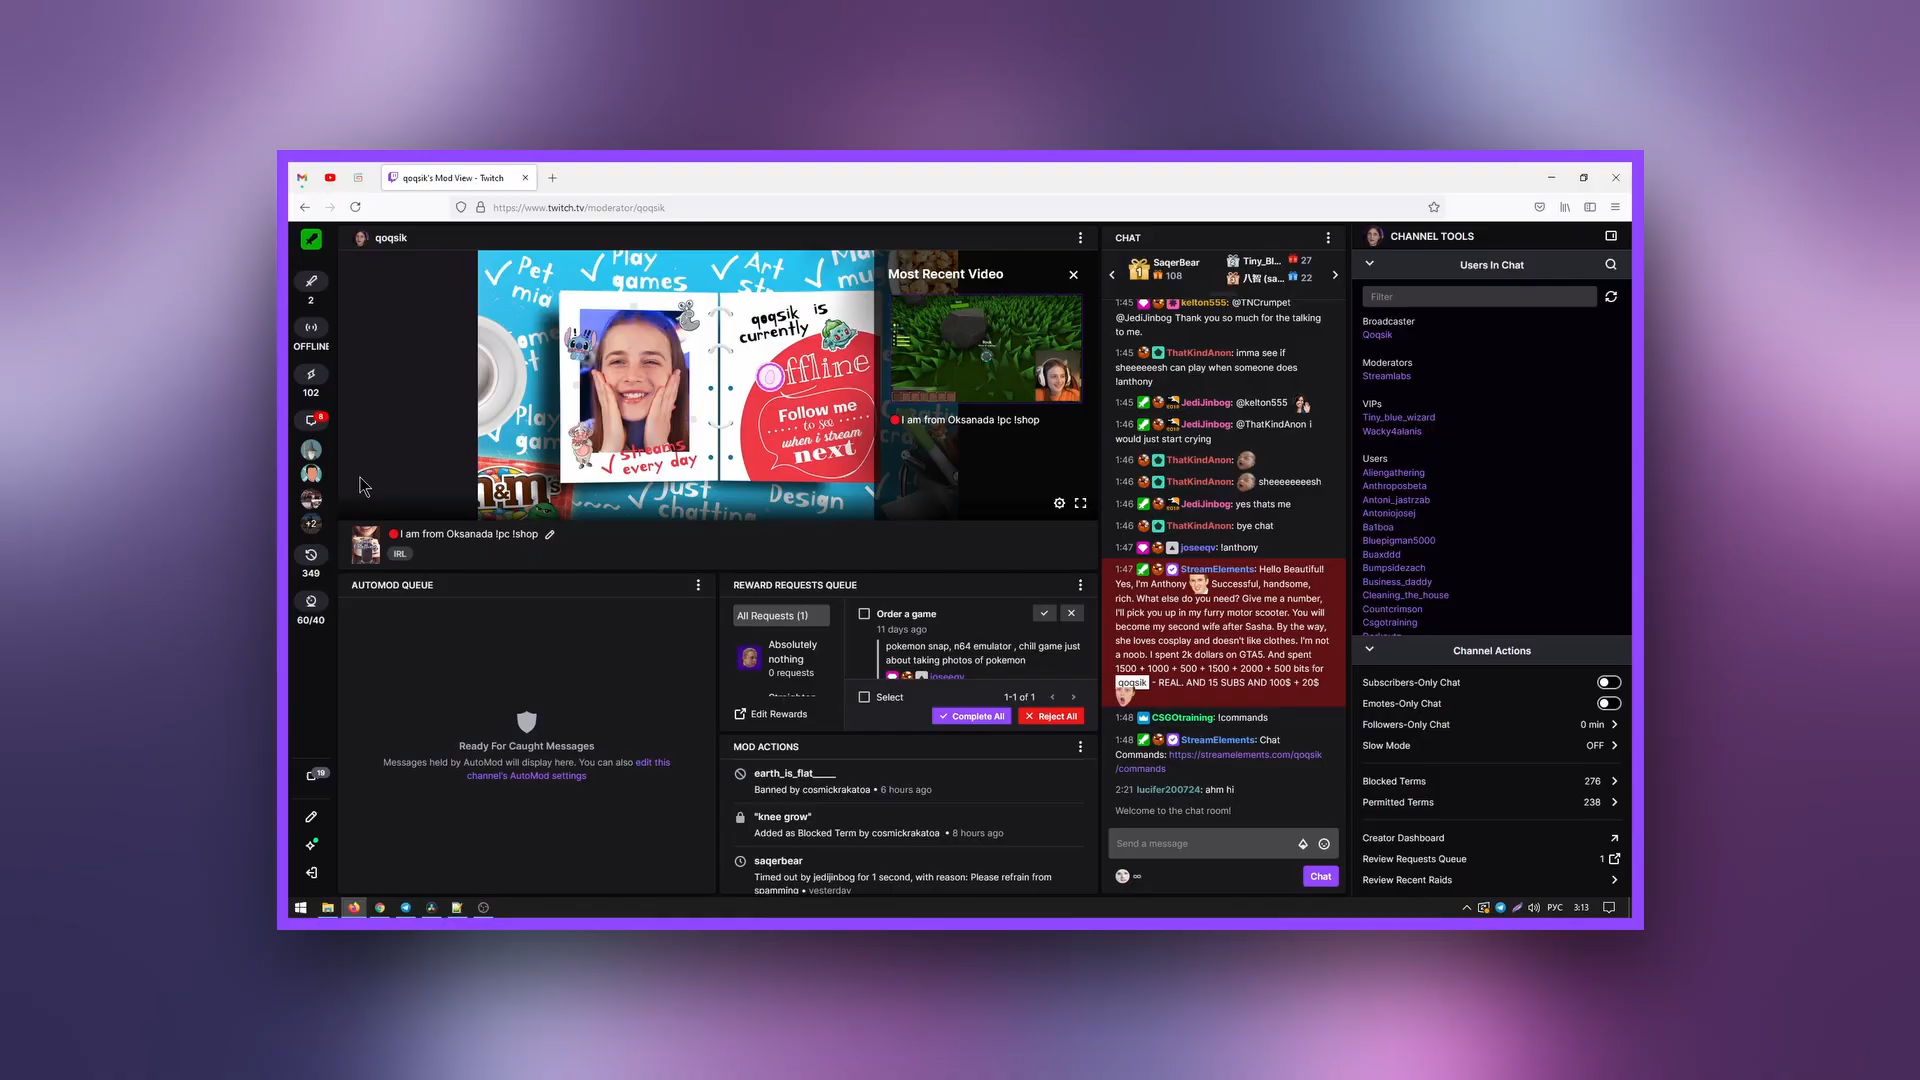 qoqsik's Mod View - Twitch
https://www.twitch.tv/moderator/qoqsik
2
OFFLINE
102
8
+2
349
60/40
19
qoqsik
Pet
Play
games
Art
qoqsik is
currently
offline
Follow me
to see
when i stream
next
Streams
every day
Just
chatting
Design
m&m's
Most Recent Video
I am from Oksanada !pc !shop
I am from Oksanada !pc !shop
IRL
AUTOMOD QUEUE
Ready For Caught Messages
Messages held by AutoMod will display here. You can also edit this
channel's AutoMod settings
REWARD REQUESTS QUEUE
All Requests (1)
Absolutely
nothing
0 requests
Edit Rewards
Order a game
11 days ago
pokemon snap, n64 emulator , chill game just
about taking photos of pokemon
joseeqv
Select
1-1 of 1
Complete All
Reject All
MOD ACTIONS
earth_is_flat_____
Banned by cosmickrakatoa • 6 hours ago
"knee grow"
Added as Blocked Term by cosmickrakatoa • 8 hours ago
saqerbear
Timed out by jedijinbog for 1 second, with reason: Please refrain from
spamming • yesterday
CHAT
1
SaqerBear
108
Tiny_Bl... 27
八智 (sa... 22
1:45 kelton555: @TNCrumpet
@JediJinbog Thank you so much for the talking
to me.
1:45 ThatKindAnon: imma see if
sheeeeeesh can play when someone does
!anthony
1:45 JediJinbog: @kelton555
1:46 JediJinbog: @ThatKindAnon i
would just start crying
1:46 ThatKindAnon:
1:46 ThatKindAnon: sheeeeeeesh
1:46 JediJinbog: yes thats me
1:46 ThatKindAnon: bye chat
1:47 joseeqv: !anthony
1:47 StreamElements: Hello Beautiful!
Yes, I'm Anthony Successful, handsome,
rich. What else do you need? Give me a number,
I'll pick you up in my furry motor scooter. You will
become my second wife after Sasha. By the way,
she loves cosplay and doesn't like clothes. I'm not
a noob. I spent 2k dollars on GTA5. And spent
1500 + 1000 + 500 + 1500 + 2000 + 500 bits for
qoqsik - REAL. AND 15 SUBS AND 100$ + 20$
1:48 CSGOtraining: !commands
1:48 StreamElements: Chat
Commands: https://streamelements.com/qoqsik
/commands
2:21 lucifer200724: ahm hi
Welcome to the chat room!
Send a message
∞
Chat
CHANNEL TOOLS
Users In Chat
Filter
Broadcaster
Qoqsik
Moderators
Streamlabs
VIPs
Tiny_blue_wizard
Wacky4alanis
Users
Aliengathering
Anthroposbeta
Antoni_jastrzab
Antoniojosej
Ba1boa
Bluepigman5000
Buaxddd
Bumpsidezach
Business_daddy
Cleaning_the_house
Countcrimson
Csgotraining
Channel Actions
Subscribers-Only Chat
Emotes-Only Chat
Followers-Only Chat 0 min
Slow Mode OFF
Blocked Terms 276
Permitted Terms 238
Creator Dashboard
Review Requests Queue 1
Review Recent Raids
РУС
3:13